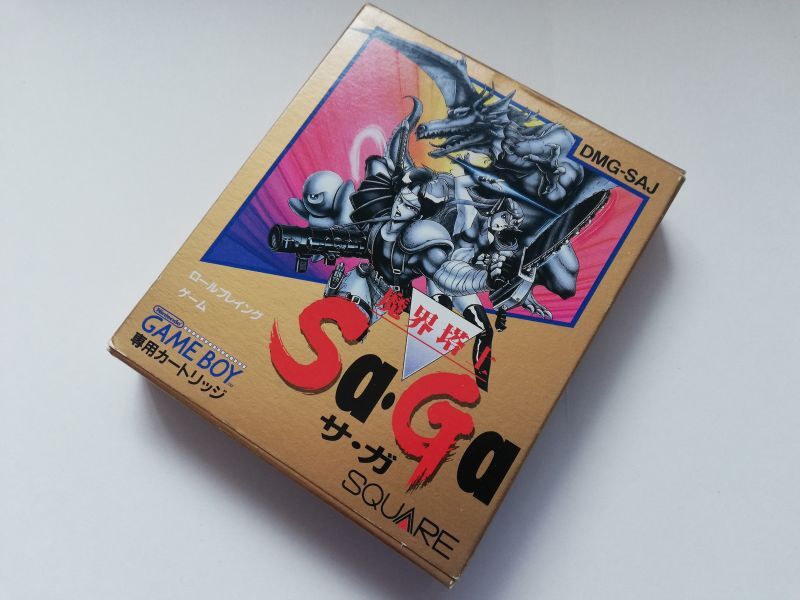 DMG-SAJ
ロールプレイング
ゲーム
魔界塔士
Sa・Ga
サ・ガ
SQUARE
Nintendo
GAME BOY
TM
専用カートリッジ